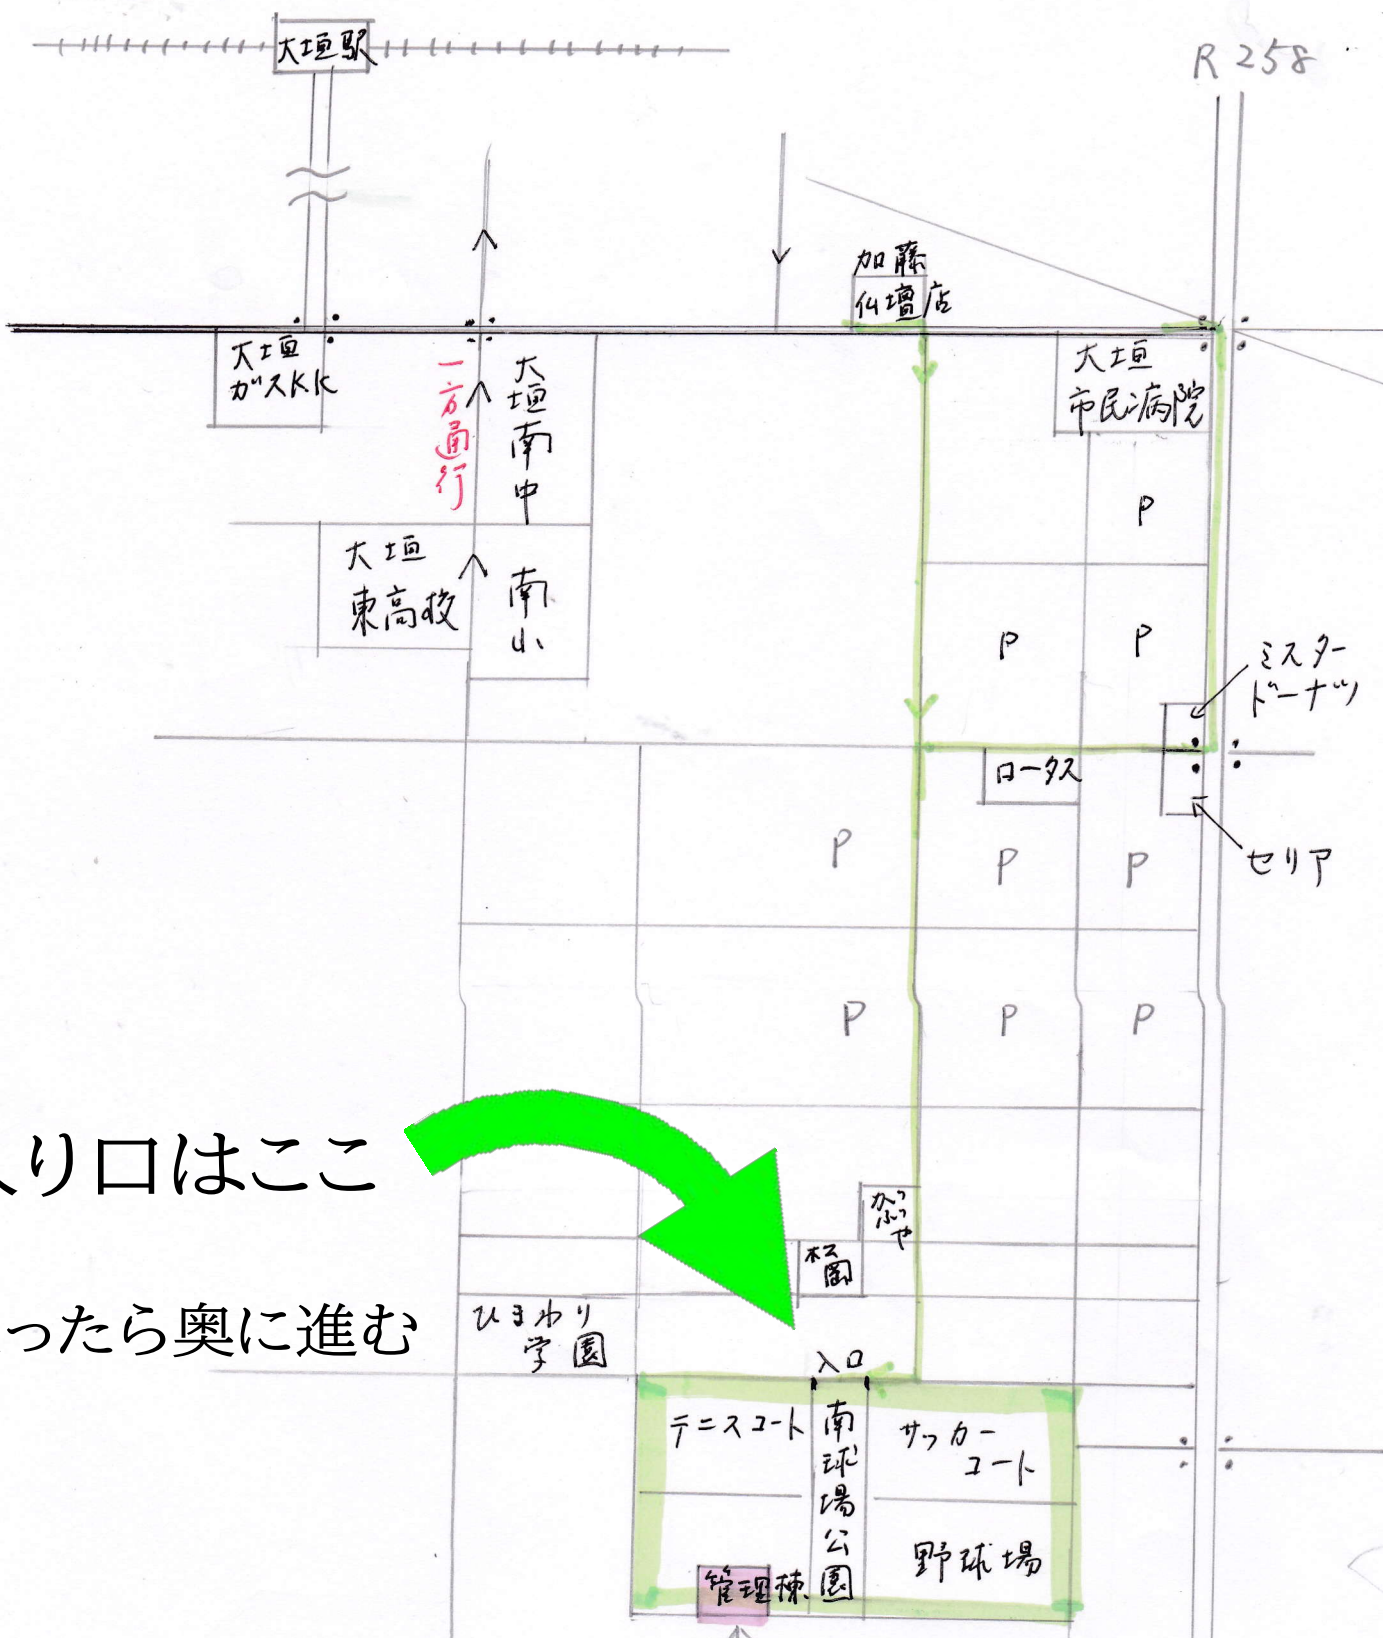 大垣駅
R 258
加藤
仏壇店
大垣
ガスKK
一方通行
大垣南中
大垣
市民病院
P
大垣
東高校
南小
P
P
ミスター
ドーナツ
ロータス
セリア
P
P
P
P
P
P
り口はここ
かつ
や
松岡
ったら奥に進む
ひまわり
学園
入口
テニスコート
南球場公園
サッカー
コート
野球場
管理棟